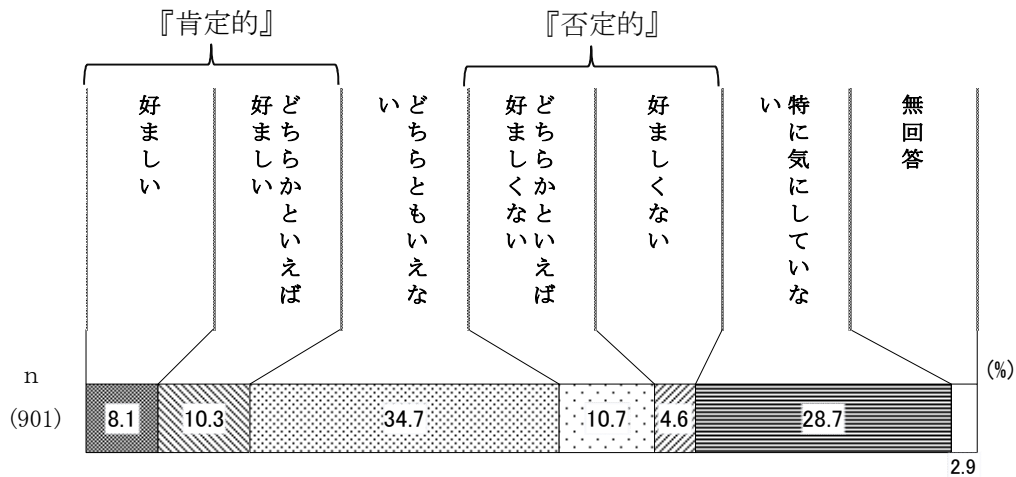 『肯定的』
『否定的』
好ましい
どちらかといえば
好ましい
どちらともいえな
い
どちらかといえば
好ましくない
好ましくない
特に気にしていな
い
無回答
(%)
n
(901)
8.1
10.3
34.7
10.7
4.6
28.7
2.9